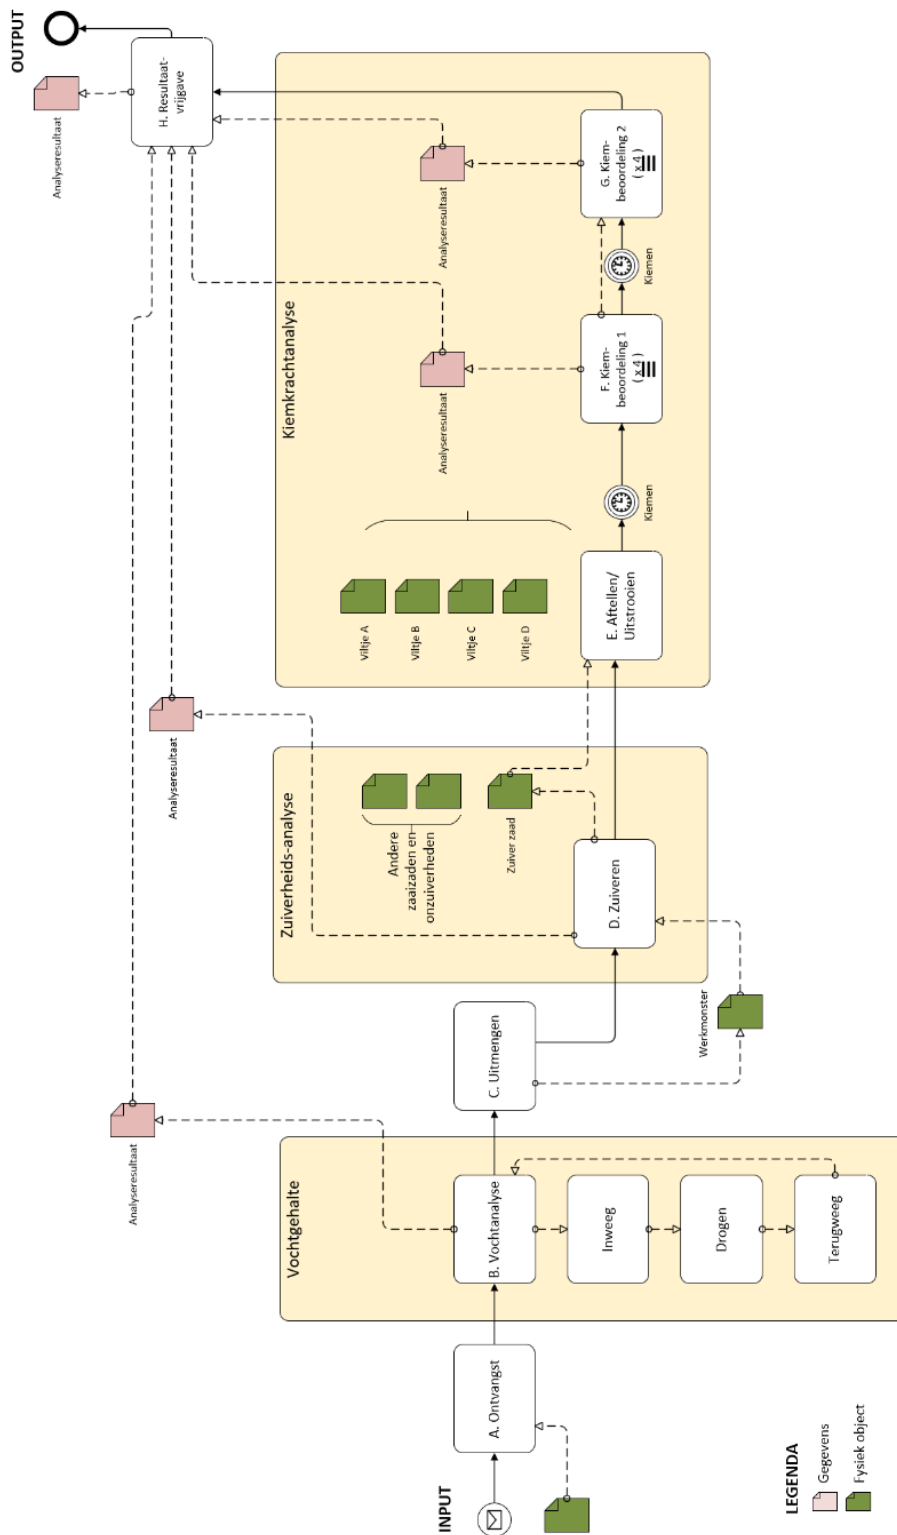 INPUT
A. Ontvangst
Vochtgehalte
B. Vochtanalyse
Inweeg
Drogen
Terugweeg
Analyseresultaat
C. Uitmengen
Werkmonster
Zuiverheids-analyse
Andere
zaaizaden en
onzuiverheden
Zuiver zaad
D. Zuiveren
Analyseresultaat
Kiemkrachtanalyse
Viltje A
Viltje B
Viltje C
Viltje D
E. Aftellen/
Uitstrooien
Kiemen
Analyseresultaat
F. Kiem-
beoordeling 1
( x4 )
Kiemen
Analyseresultaat
G. Kiem-
beoordeling 2
( x4 )
H. Resultaat-
vrijgave
Analyseresultaat
OUTPUT
LEGENDA
Gegevens
Fysiek object